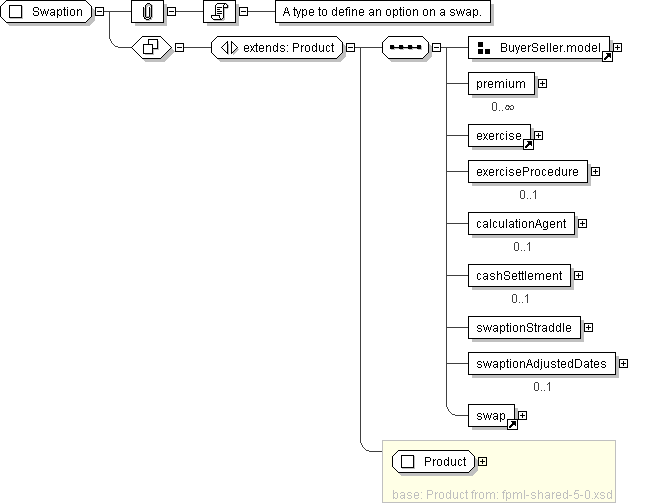 Swaption
A type to define an option on a swap.
extends: Product
BuyerSeller.model
premium
0..∞
exercise
exerciseProcedure
0..1
calculationAgent
0..1
cashSettlement
0..1
swaptionStraddle
swaptionAdjustedDates
0..1
swap
Product
base: Product from: fpml-shared-5-0.xsd